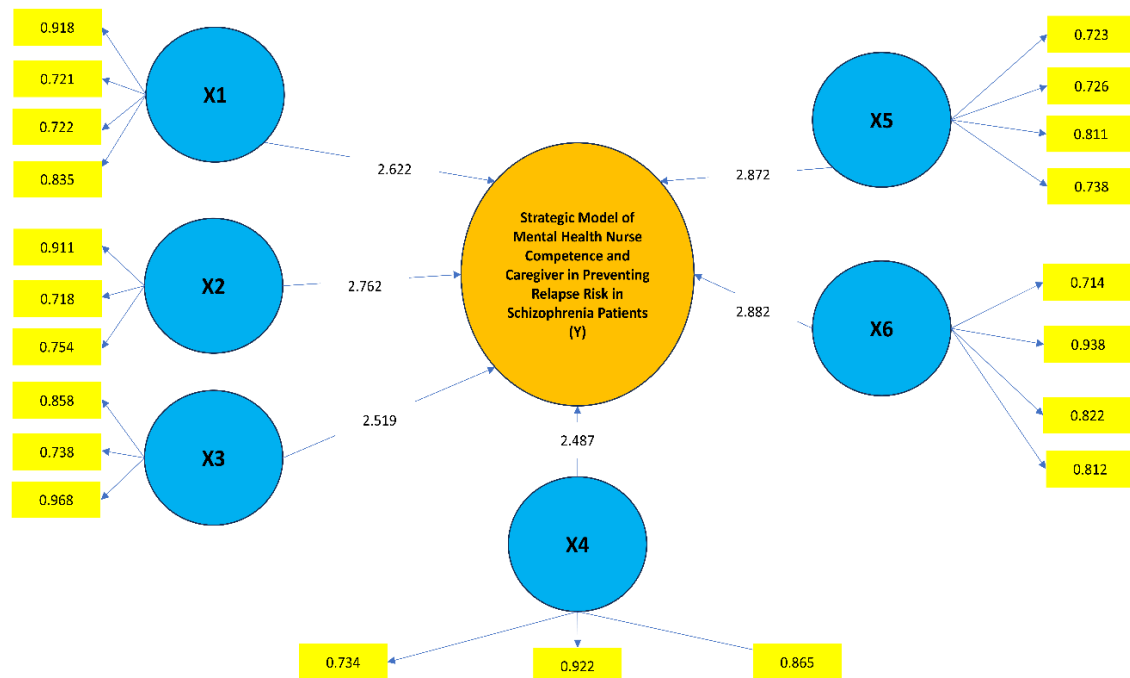 0.918
0.721
0.722
0.835
X1
2.622
0.911
0.718
0.754
X2
2.762
0.858
0.738
0.968
X3
2.519
Strategic Model of
Mental Health Nurse
Competence and
Caregiver in Preventing
Relapse Risk in
Schizophrenia Patients
(Y)
2.487
X4
0.734
0.922
0.865
2.872
X5
0.723
0.726
0.811
0.738
2.882
X6
0.714
0.938
0.822
0.812